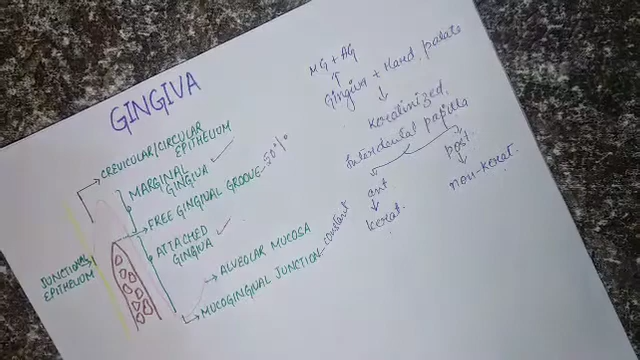 GINGIVA
CREVICULAR/CIRCULAR
EPITHELIUM
MARGINAL
GINGIVA
FREE GINGIVAL GROOVE - 50%
ATTACHED
GINGIVA
JUNCTIONAL
EPITHELIUM
ALVEOLAR MUCOSA
MUCOGINGIVAL JUNCTION - constant
MG + AG
Gingiva + Hard palate
Keratinized
Interdental papilla
ant
kerat.
post.
non-kerat.